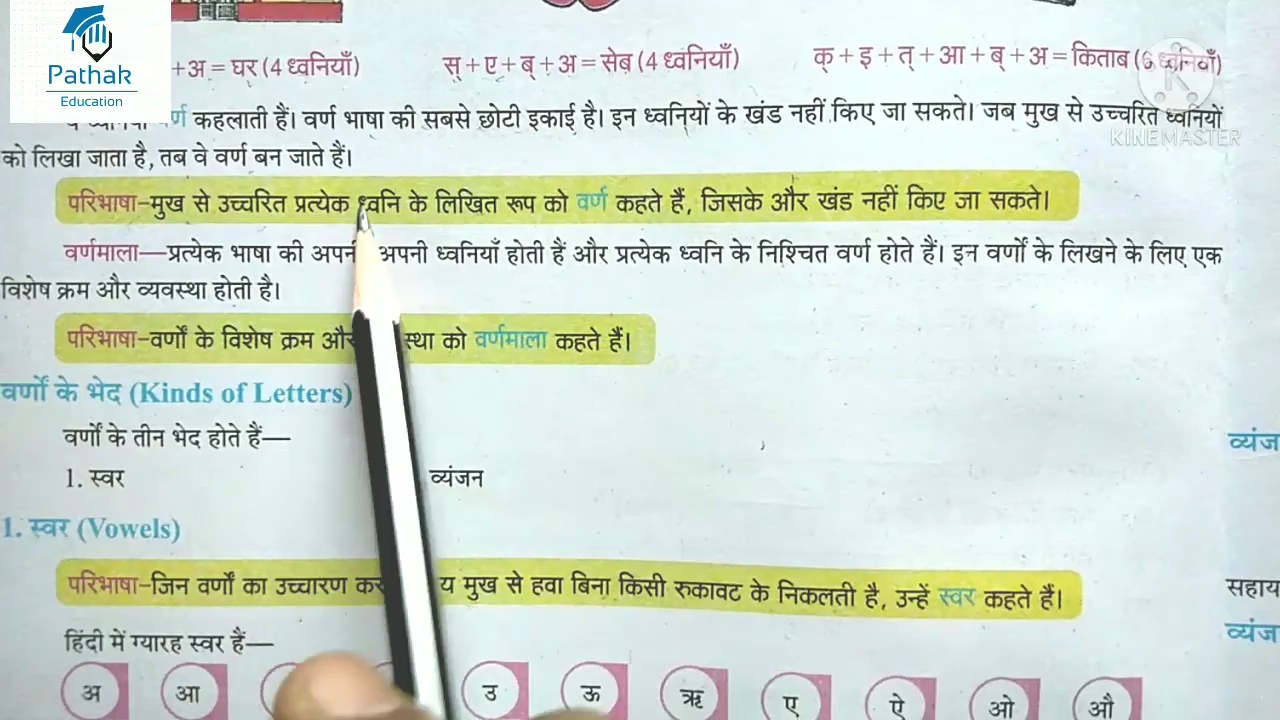 Pathak
Education
+ अ = घर (4 ध्वनियाँ)
स् + ए + ब् + अ = सेब (4 ध्वनियाँ)
क् + इ + त् + आ + ब् + अ = किताब (6 ध्वनियाँ)
KINEMASTER
कहलाती हैं। वर्ण भाषा की सबसे छोटी इकाई है। इन ध्वनियों के खंड नहीं किए जा सकते। जब मुख से उच्चरित ध्वनियों
को लिखा जाता है, तब वे वर्ण बन जाते हैं।
परिभाषा–मुख से उच्चरित प्रत्येक ध्वनि के लिखित रूप को वर्ण कहते हैं, जिसके और खंड नहीं किए जा सकते।
वर्णमाला—प्रत्येक भाषा की अपनी अपनी ध्वनियाँ होती हैं और प्रत्येक ध्वनि के निश्चित वर्ण होते हैं। इन वर्णों के लिखने के लिए एक
विशेष क्रम और व्यवस्था होती है।
परिभाषा–वर्णों के विशेष क्रम और स्था को वर्णमाला कहते हैं।
वर्णों के भेद (Kinds of Letters)
वर्णों के तीन भेद होते हैं—
व्यंज
1. स्वर व्यंजन
1. स्वर (Vowels)
परिभाषा–जिन वर्णों का उच्चारण मुख से हवा बिना किसी रुकावट के निकलती है, उन्हें स्वर कहते हैं।
सहाय
व्यंज
हिंदी में ग्यारह स्वर हैं—
अ आ उ ऊ ऋ ए ऐ ओ औ